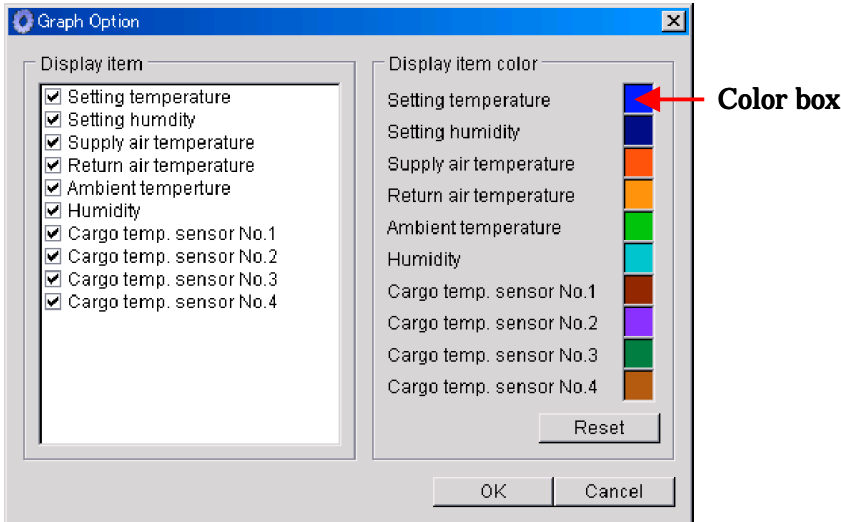 Graph Option
Display item
Setting temperature
Setting humdity
Supply air temperature
Return air temperature
Ambient temperture
Humidity
Cargo temp. sensor No.1
Cargo temp. sensor No.2
Cargo temp. sensor No.3
Cargo temp. sensor No.4
Display item color
Setting temperature
Setting humidity
Supply air temperature
Return air temperature
Ambient temperature
Humidity
Cargo temp. sensor No.1
Cargo temp. sensor No.2
Cargo temp. sensor No.3
Cargo temp. sensor No.4
Reset
OK
Cancel
Color box